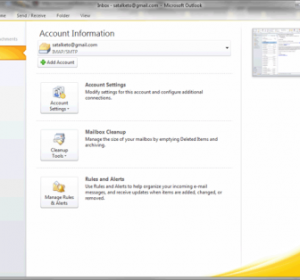 Inbox - satalketo@gmail.com - Microsoft Outlook
Home Send / Receive Folder View
Account Information
satalketo@gmail.com
IMAP/SMTP
Add Account
Account Settings
Modify settings for this account and configure additional
connections.
Account
Settings
Mailbox Cleanup
Manage the size of your mailbox by emptying Deleted Items and
archiving.
Cleanup
Tools
Rules and Alerts
Use Rules and Alerts to help organize your incoming e-mail
messages, and receive updates when items are added, changed, or
removed.
Manage Rules
& Alerts